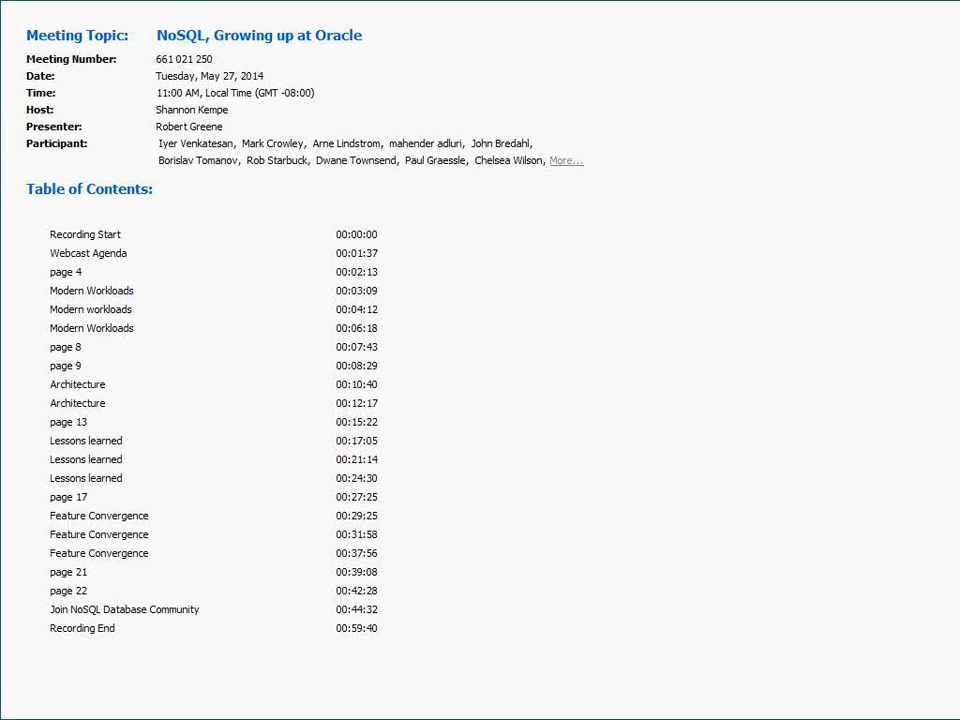 Meeting Topic: NoSQL, Growing up at Oracle
Meeting Number: 661 021 250
Date: Tuesday, May 27, 2014
Time: 11:00 AM, Local Time (GMT -08:00)
Host: Shannon Kempe
Presenter: Robert Greene
Participant: Iyer Venkatesan, Mark Crowley, Arne Lindstrom, mahender adluri, John Bredahl,
Borislav Tomanov, Rob Starbuck, Dwane Townsend, Paul Graessle, Chelsea Wilson, More...
Table of Contents:
Recording Start 00:00:00
Webcast Agenda 00:01:37
page 4 00:02:13
Modern Workloads 00:03:09
Modern workloads 00:04:12
Modern Workloads 00:06:18
page 8 00:07:43
page 9 00:08:29
Architecture 00:10:40
Architecture 00:12:17
page 13 00:15:22
Lessons learned 00:17:05
Lessons learned 00:21:14
Lessons learned 00:24:30
page 17 00:27:25
Feature Convergence 00:29:25
Feature Convergence 00:31:58
Feature Convergence 00:37:56
page 21 00:39:08
page 22 00:42:28
Join NoSQL Database Community 00:44:32
Recording End 00:59:40